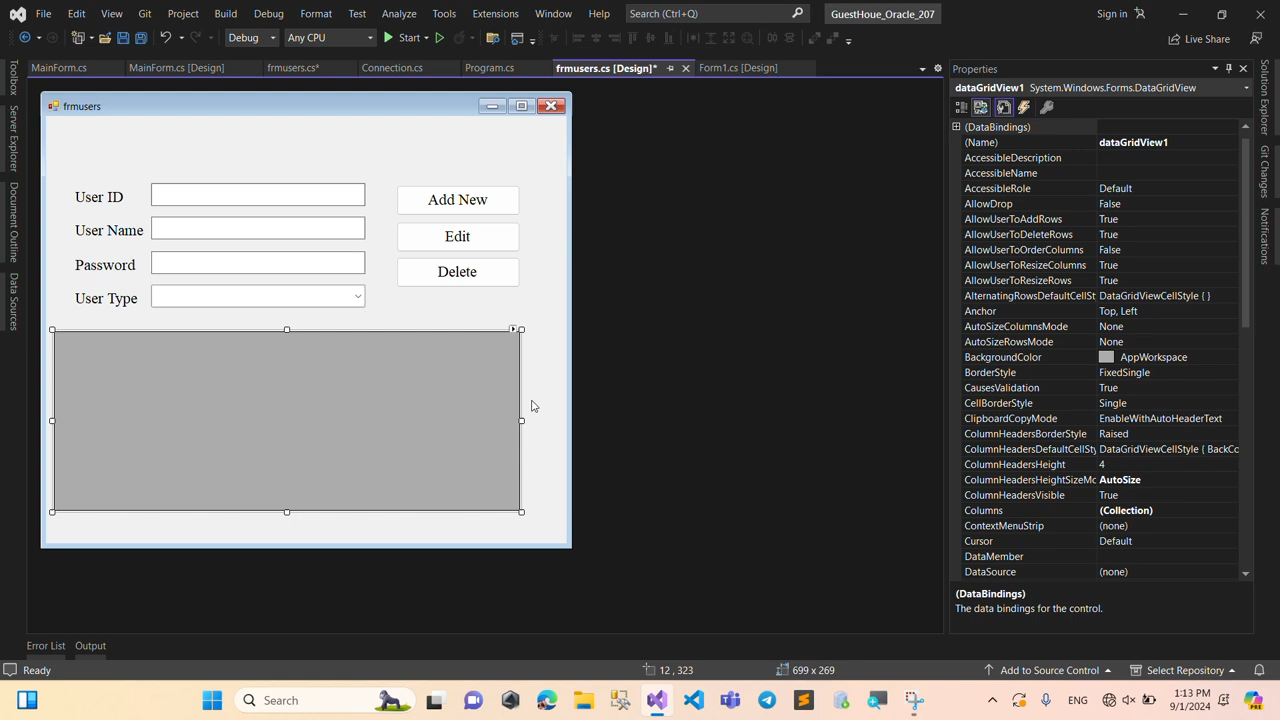 File Edit View Git Project Build Debug Format Test Analyze Tools Extensions Window Help Search (Ctrl+Q) GuestHoue_Oracle_207 Sign in
Debug Any CPU Start Live Share
MainForm.cs MainForm.cs [Design] frmusers.cs* Connection.cs Program.cs frmusers.cs [Design]* Form1.cs [Design]
Toolbox
Server Explorer
Document Outline
Data Sources
frmusers
User ID
User Name
Password
User Type
Add New
Edit
Delete
Properties
dataGridView1 System.Windows.Forms.DataGridView
(DataBindings)
(Name) dataGridView1
AccessibleDescription
AccessibleName
AccessibleRole Default
AllowDrop False
AllowUserToAddRows True
AllowUserToDeleteRows True
AllowUserToOrderColumns False
AllowUserToResizeColumns True
AllowUserToResizeRows True
AlternatingRowsDefaultCellSt DataGridViewCellStyle { }
Anchor Top, Left
AutoSizeColumnsMode None
AutoSizeRowsMode None
BackgroundColor AppWorkspace
BorderStyle FixedSingle
CausesValidation True
CellBorderStyle Single
ClipboardCopyMode EnableWithAutoHeaderText
ColumnHeadersBorderStyle Raised
ColumnHeadersDefaultCellSty DataGridViewCellStyle { BackCo
ColumnHeadersHeight 4
ColumnHeadersHeightSizeMo AutoSize
ColumnHeadersVisible True
Columns (Collection)
ContextMenuStrip (none)
Cursor Default
DataMember
DataSource (none)
(DataBindings)
The data bindings for the control.
Solution Explorer
Git Changes
Notifications
Error List Output
Ready 12 , 323 699 x 269 Add to Source Control Select Repository
Search ENG 1:13 PM
9/1/2024
PRE